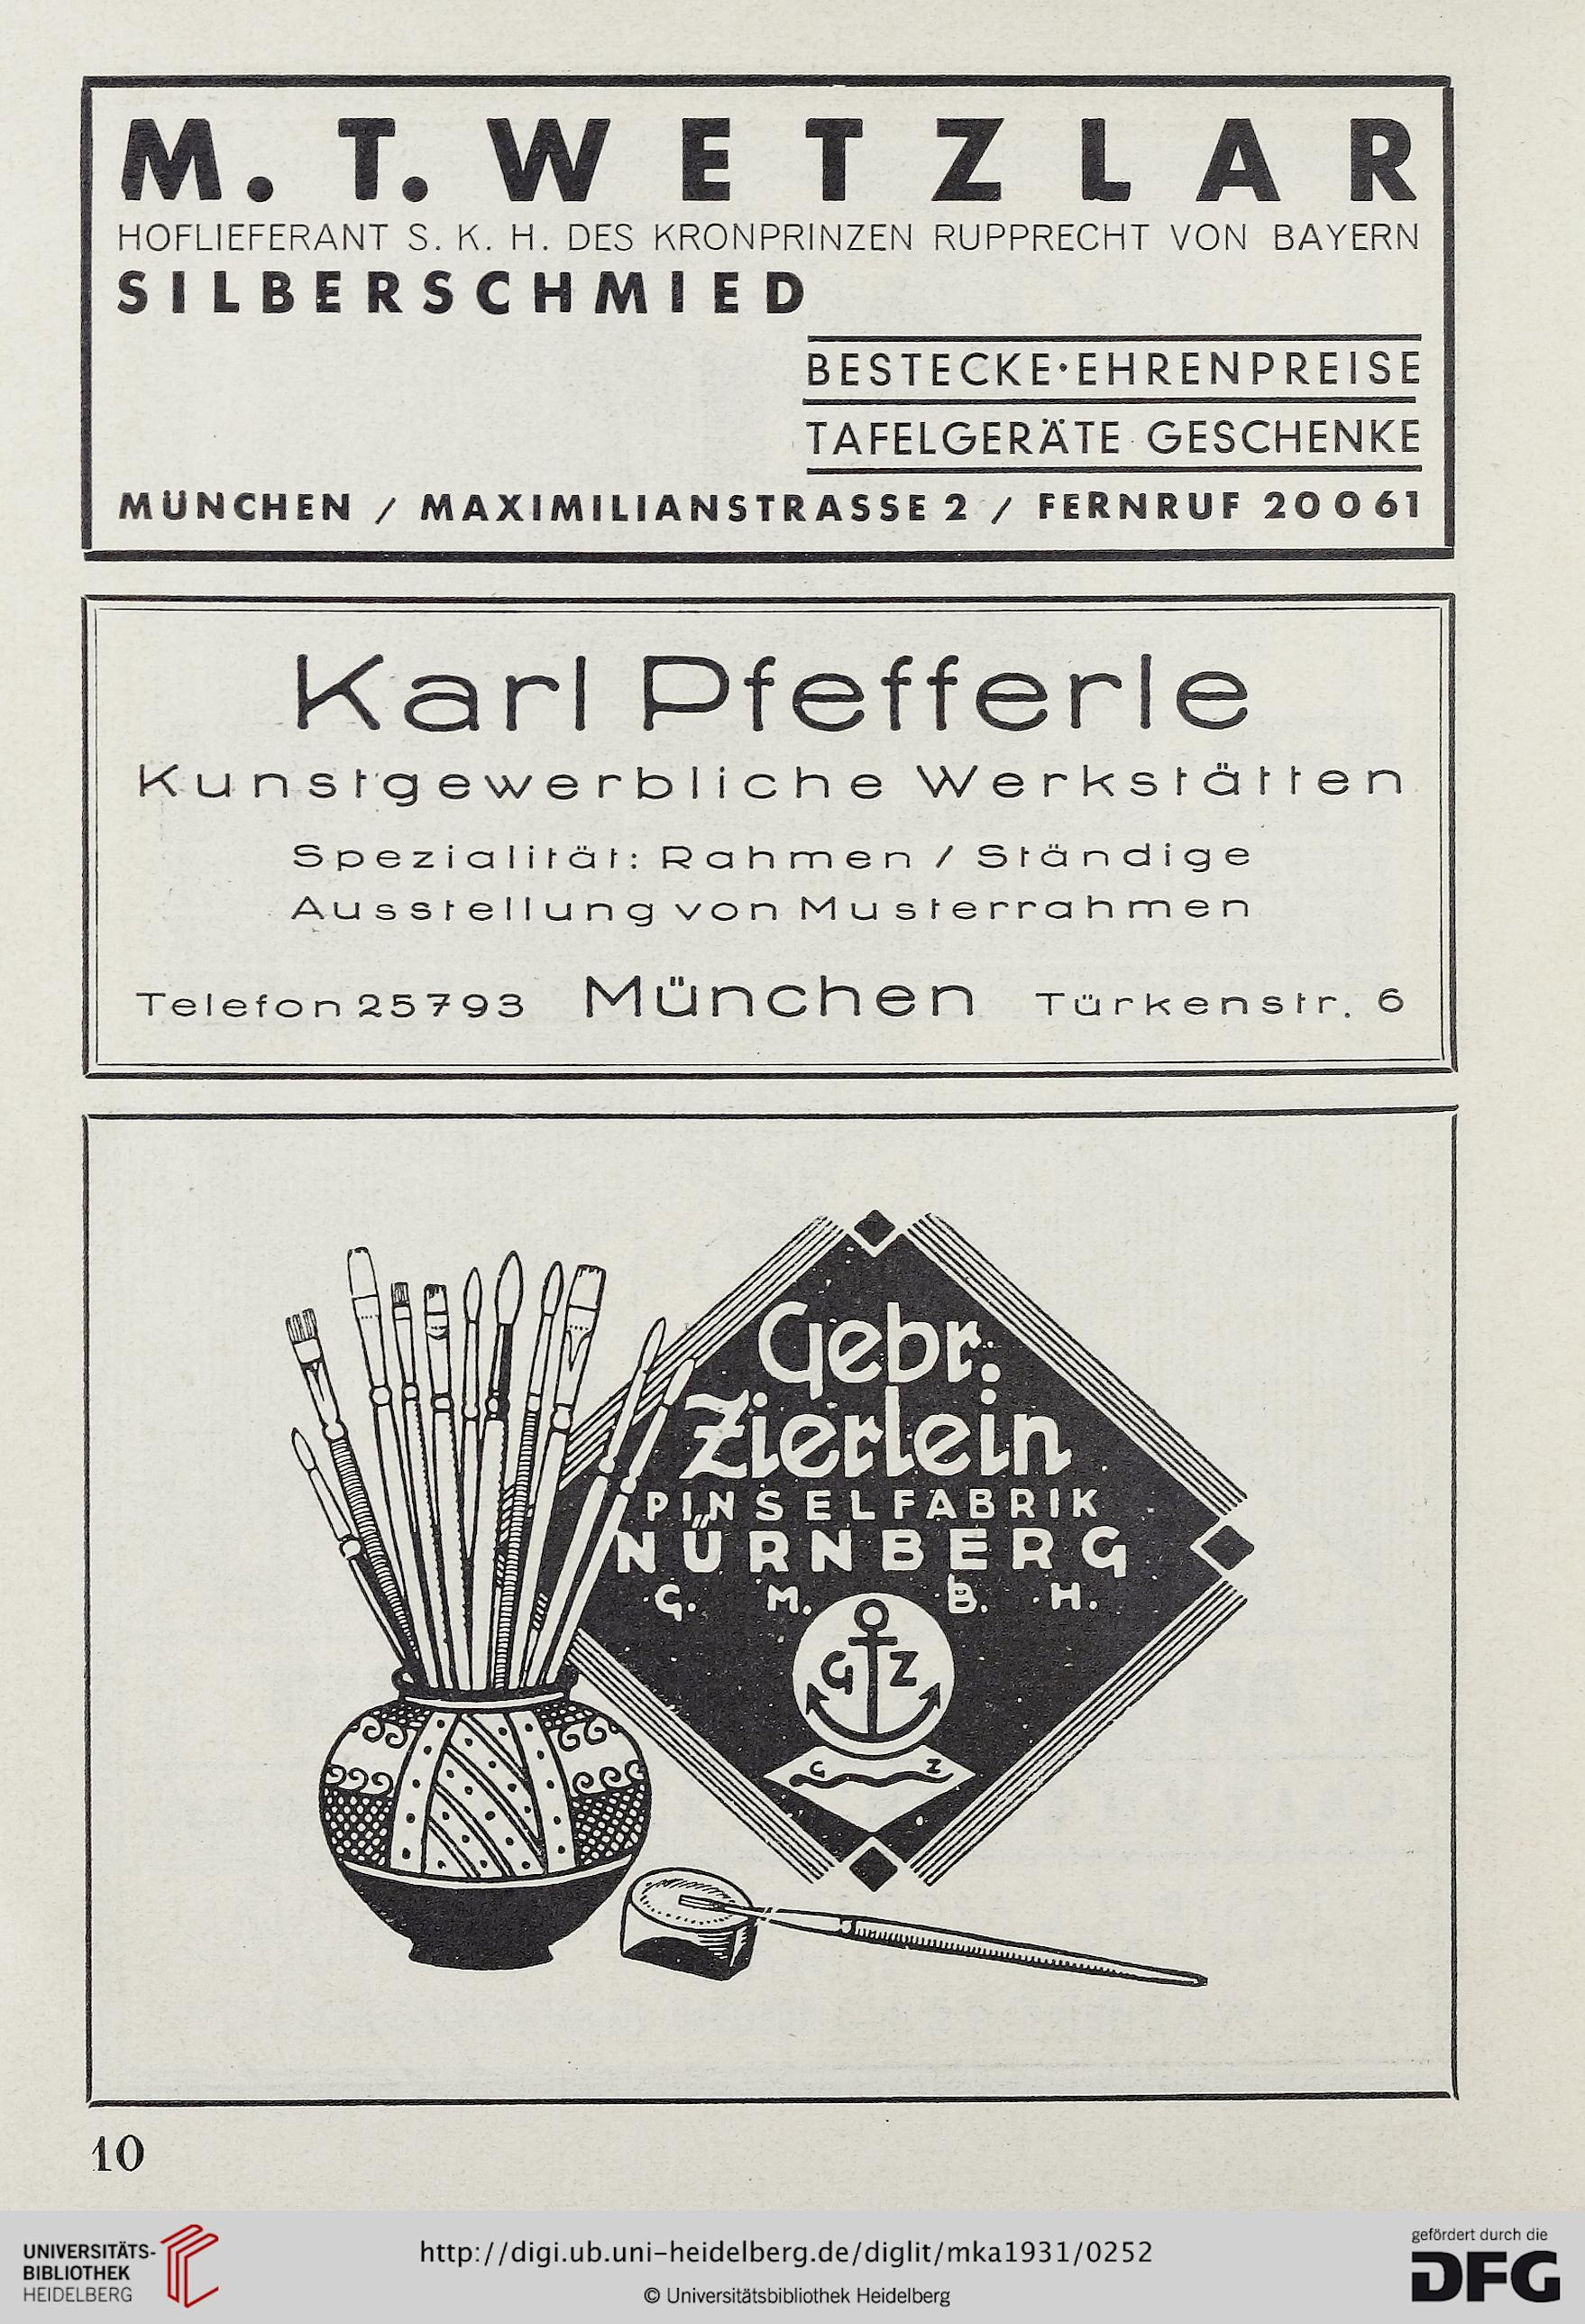 M. T. WETZLAR
HOFLIEFERANT S. K. H. DES KRONPRINZEN RUPPRECHT VON BAYERN
SILBERSCHMIED
BESTECKE·EHRENPREISE
TAFELGERÄTE GESCHENKE
MÜNCHEN / MAXIMILIANSTRASSE 2 / FERNRUF 20061
Karl Pfefferle
Kunstgewerbliche Werkstätten
Spezialität: Rahmen / Ständige
Ausstellung von Musterrahmen
Telefon 25793 München Türkenstr. 6
Gebr.
Zierlein
PINSELFABRIK
NÜRNBERG
G. M. B. H.
G Z
G Z
10
UNIVERSITÄTS-
BIBLIOTHEK
HEIDELBERG
http://digi.ub.uni-heidelberg.de/diglit/mka1931/0252
© Universitätsbibliothek Heidelberg
gefördert durch die
DFG